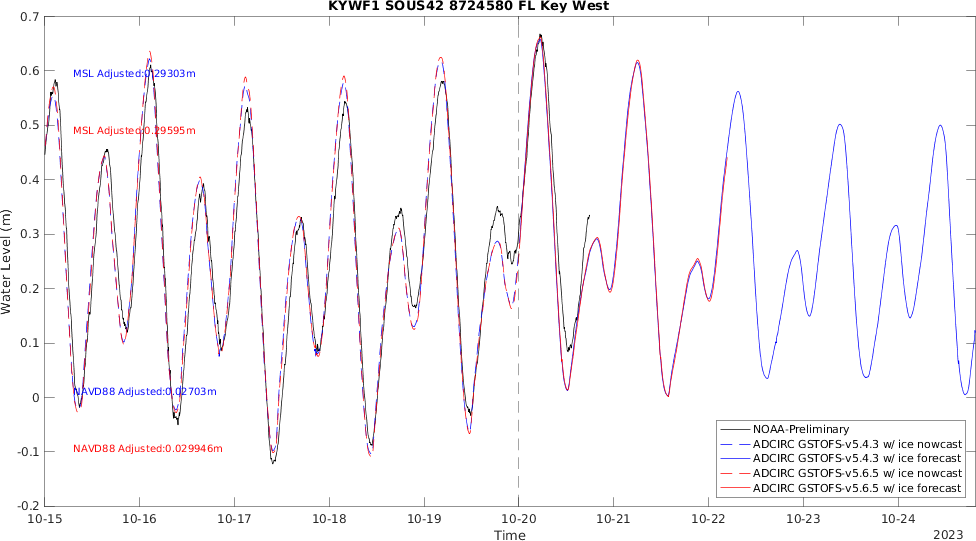 KYWF1 SOUS42 8724580 FL Key West
0.7
0.6
0.5
0.4
0.3
0.2
0.1
0
-0.1
-0.2
Water Level (m)
MSL Adjusted:0.29303m
MSL Adjusted:0.29595m
NAVD88 Adjusted:0.02703m
NAVD88 Adjusted:0.029946m
NOAA-Preliminary
ADCIRC GSTOFS-v5.4.3 w/ ice nowcast
ADCIRC GSTOFS-v5.4.3 w/ ice forecast
ADCIRC GSTOFS-v5.6.5 w/ ice nowcast
ADCIRC GSTOFS-v5.6.5 w/ ice forecast
10-15 10-16 10-17 10-18 10-19 10-20 10-21 10-22 10-23 10-24
Time
2023